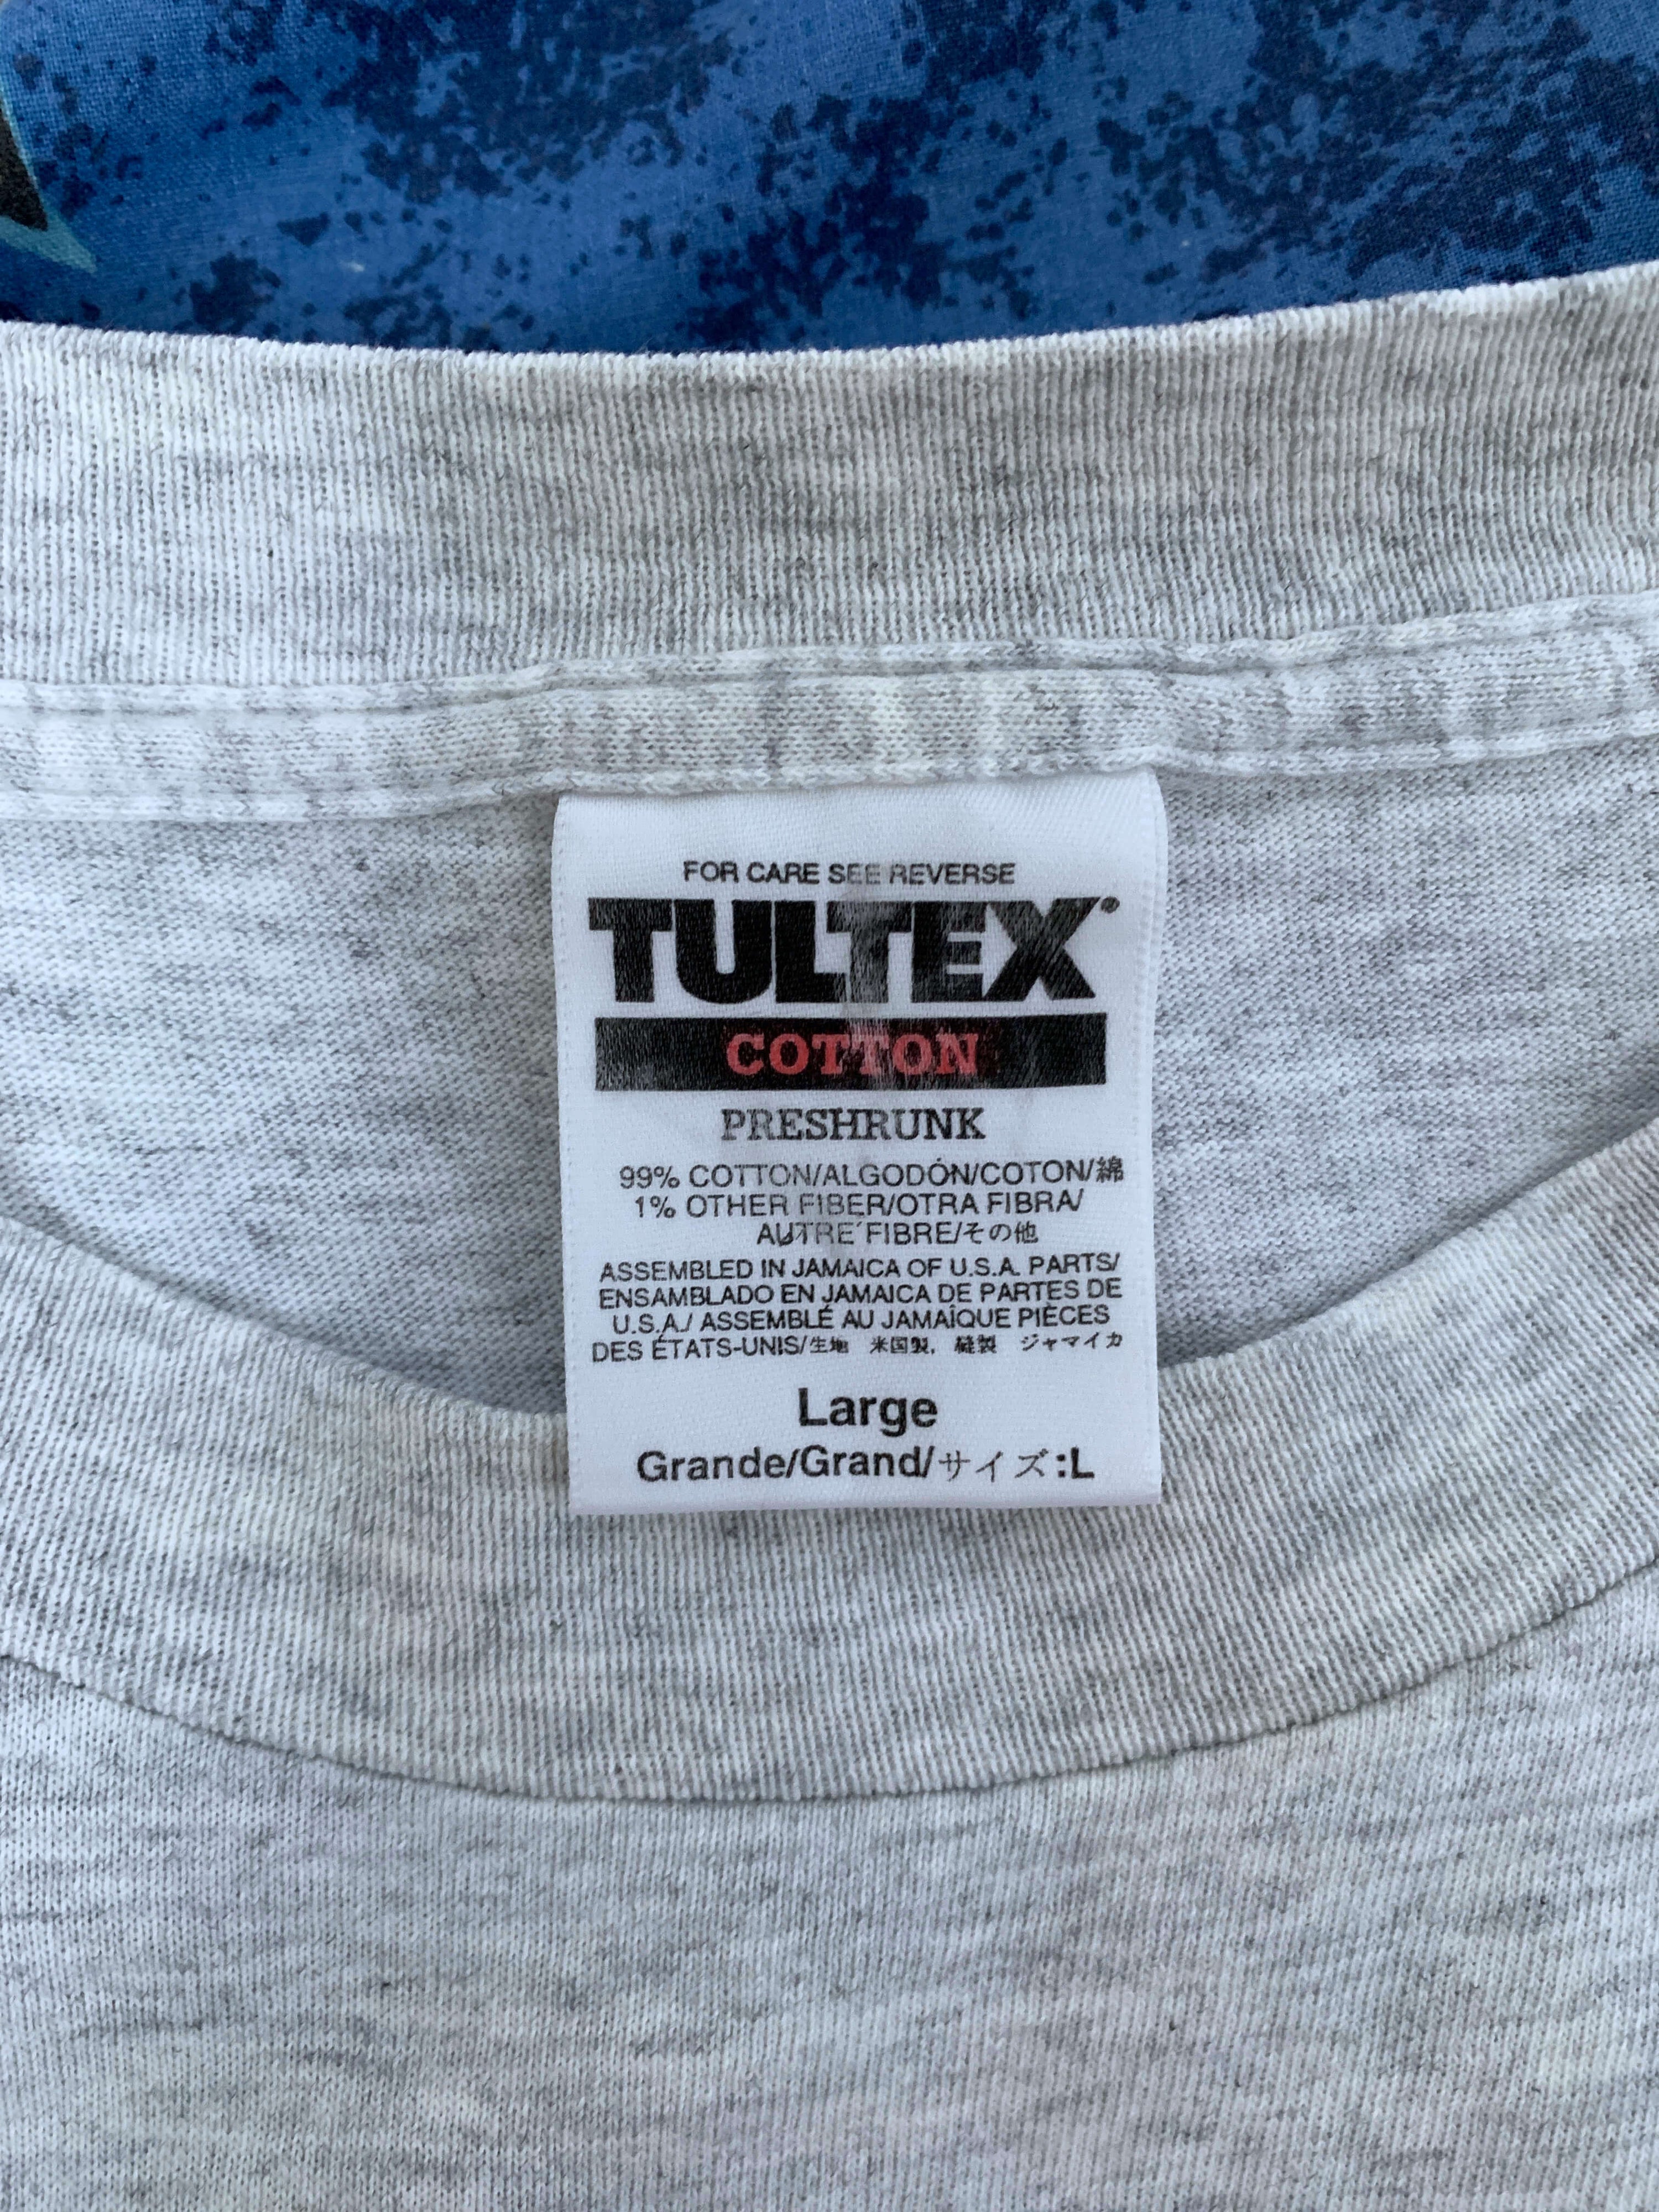 FOR CARE SEE REVERSE
TULTEX®
COTTON
PRESHRUNK
99% COTTON/ALGODÓN/COTON/綿
1% OTHER FIBER/OTRA FIBRA/
AUTRE FIBRE/その他
ASSEMBLED IN JAMAICA OF U.S.A. PARTS/
ENSAMBLADO EN JAMAICA DE PARTES DE
U.S.A./ ASSEMBLÉ AU JAMAÎQUE PIÈCES
DES ÉTATS-UNIS/生地 米国製, 縫製 ジャマイカ
Large
Grande/Grand/サイズ:L